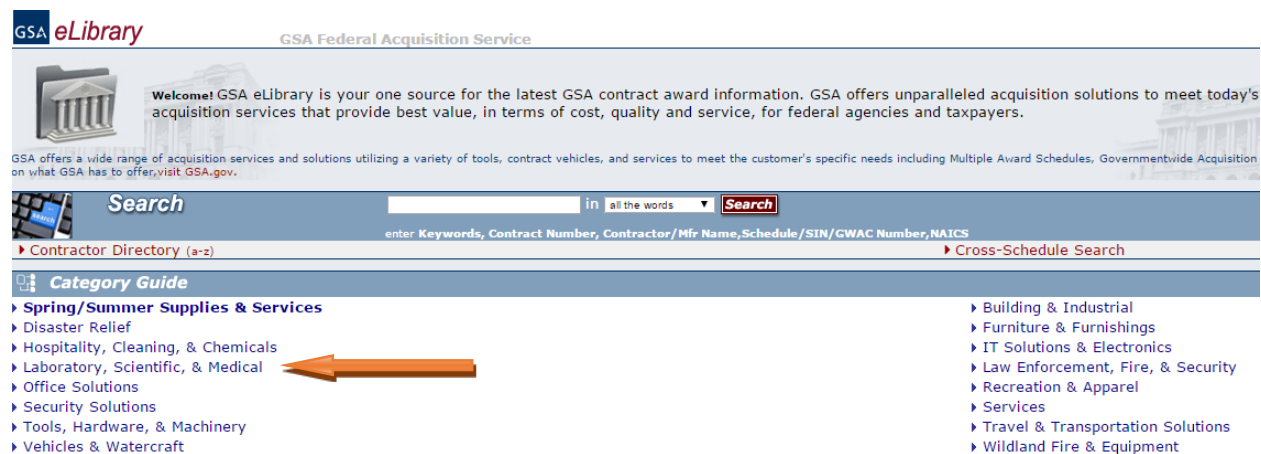 GSA eLibrary
GSA Federal Acquisition Service
Welcome! GSA eLibrary is your one source for the latest GSA contract award information. GSA offers unparalleled acquisition solutions to meet today's
acquisition services that provide best value, in terms of cost, quality and service, for federal agencies and taxpayers.
GSA offers a wide range of acquisition services and solutions utilizing a variety of tools, contract vehicles, and services to meet the customer's specific needs including Multiple Award Schedules, Governmentwide Acquisition
on what GSA has to offer,visit GSA.gov.
Search
Search in all the words Search
enter Keywords, Contract Number, Contractor/Mfr Name,Schedule/SIN/GWAC Number,NAICS
Contractor Directory (a-z)
Cross-Schedule Search
Category Guide
Spring/Summer Supplies & Services
Disaster Relief
Hospitality, Cleaning, & Chemicals
Laboratory, Scientific, & Medical
Office Solutions
Security Solutions
Tools, Hardware, & Machinery
Vehicles & Watercraft
Building & Industrial
Furniture & Furnishings
IT Solutions & Electronics
Law Enforcement, Fire, & Security
Recreation & Apparel
Services
Travel & Transportation Solutions
Wildland Fire & Equipment